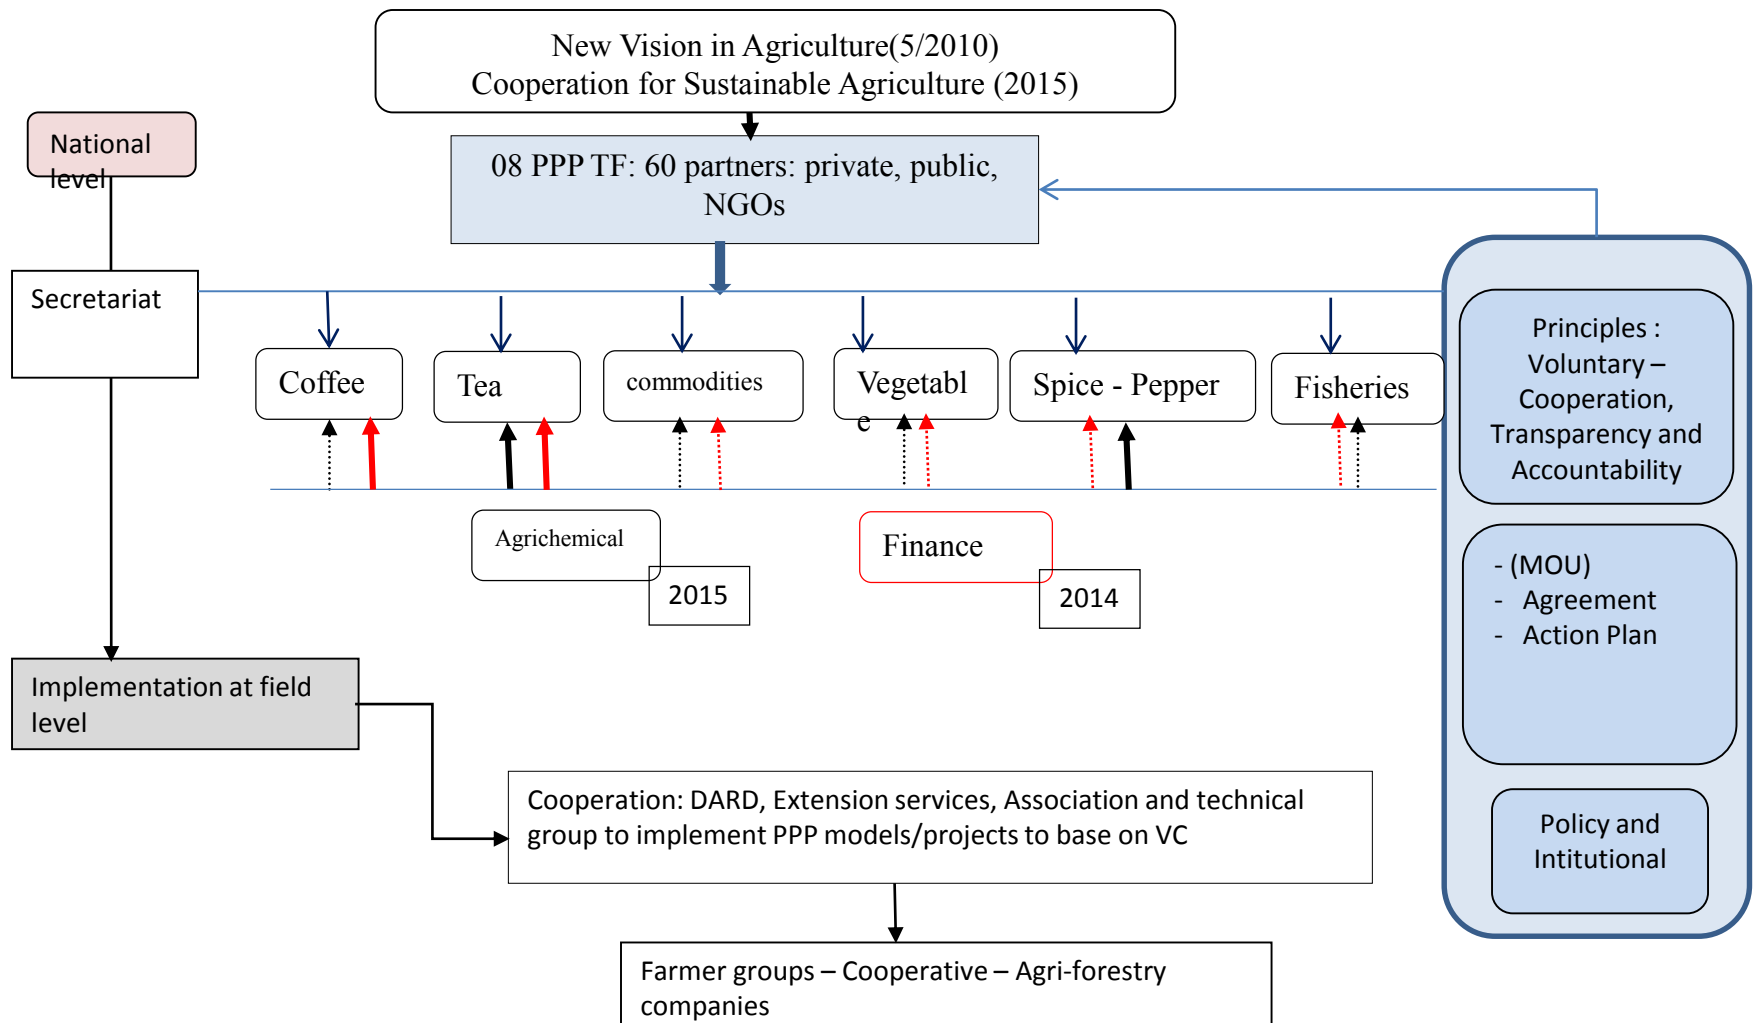 New Vision in Agriculture(5/2010)
Cooperation for Sustainable Agriculture (2015)
National
level
08 PPP TF: 60 partners: private, public,
NGOs
Secretariat
Coffee
Tea
commodities
Vegetabl
e
Spice - Pepper
Fisheries
Principles :
Voluntary –
Cooperation,
Transparency and
Accountability
Agrichemical
2015
Finance
2014
- (MOU)
- Agreement
- Action Plan
Implementation at field
level
Cooperation: DARD, Extension services, Association and technical
group to implement PPP models/projects to base on VC
Policy and
Intitutional
Farmer groups – Cooperative – Agri-forestry
companies